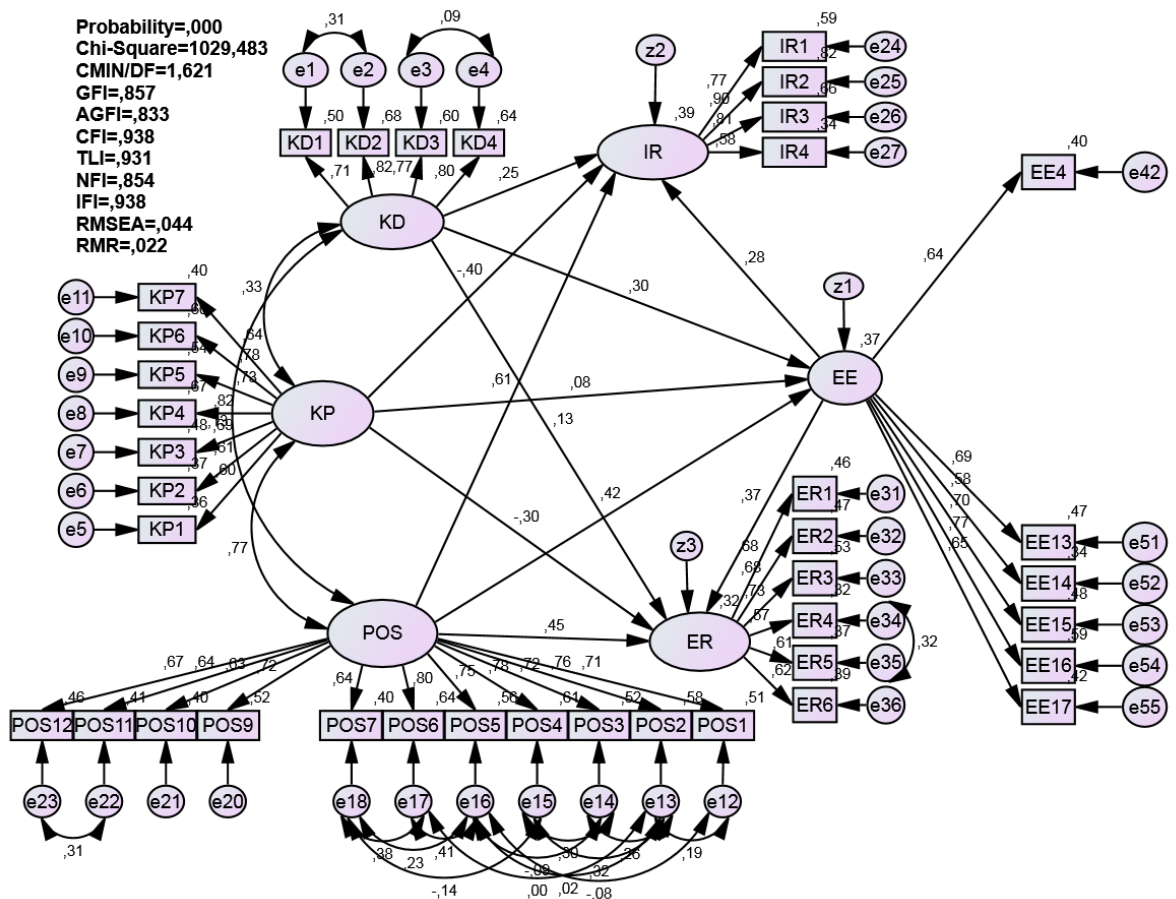 Probability=,000
Chi-Square=1029,483
CMIN/DF=1,621
GFI=,857
AGFI=,833
CFI=,938
TLI=,931
NFI=,854
IFI=,938
RMSEA=,044
RMR=,022
,31
,09
e1
e2
e3
e4
,50
,68
,60
,64
KD1
KD2
KD3
KD4
,71
,82
,77
,80
KD
z2
,39
IR
,59
IR1
e24
,82
IR2
e25
,66
IR3
e26
,34
IR4
e27
,77
,90
,81
,58
,25
-,40
,28
,30
,61
,08
,13
,42
-,30
,37
,45
,40
EE4
e42
,64
z1
,37
EE
e11
KP7
,40
e10
KP6
e9
KP5
,54
e8
KP4
,67
e7
KP3
,48
e6
KP2
,37
e5
KP1
,36
,64
,78
,73
,82
,69
,61
,60
KP
,33
,77
,69
,58
,70
,77
,65
EE13
,47
e51
EE14
,34
e52
EE15
,48
e53
EE16
,59
e54
EE17
,42
e55
z3
,32
ER
ER1
,46
e31
ER2
,47
e32
ER3
,53
e33
ER4
,32
e34
ER5
,37
e35
ER6
,39
e36
,32
,68
,68
,73
,61
,62
POS
,67
,64
,63
,72
,64
,80
,75
,78
,72
,76
,71
,46
,41
,40
,52
,40
,64
,56
,61
,52
,58
,51
POS12
POS11
POS10
POS9
POS7
POS6
POS5
POS4
POS3
POS2
POS1
e23
e22
e21
e20
e18
e17
e16
e15
e14
e13
e12
,31
,38
,23
,41
-,09
,32
,26
,19
-,14
,00
,02
-,08